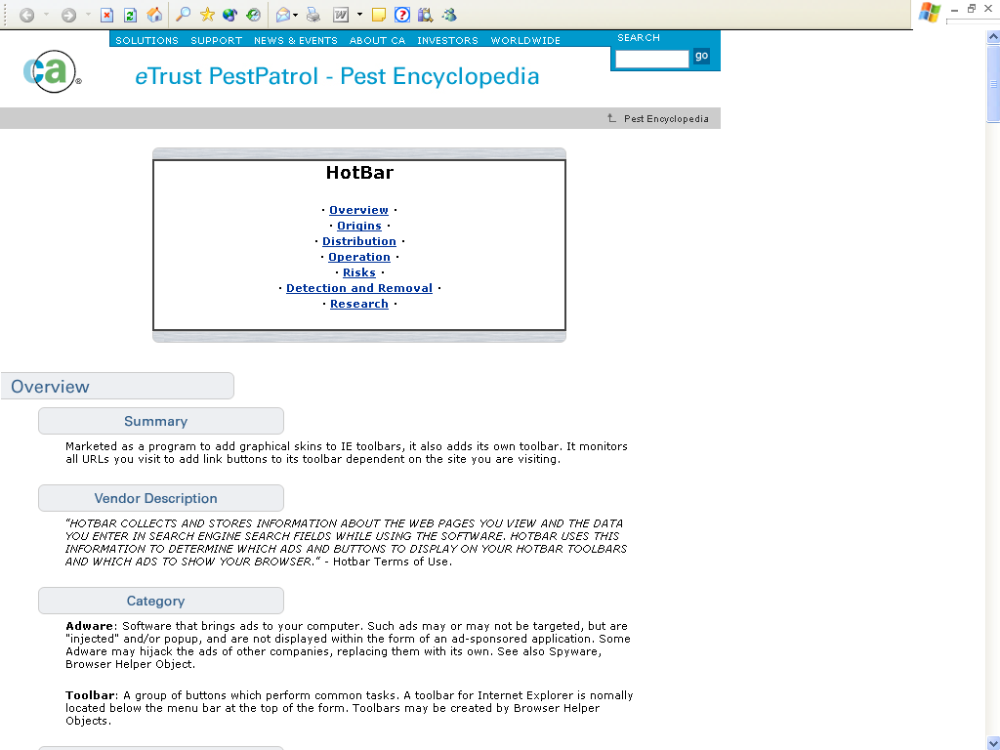 SOLUTIONS SUPPORT NEWS & EVENTS ABOUT CA INVESTORS WORLDWIDE SEARCH
go
ca®
eTrust PestPatrol - Pest Encyclopedia
Pest Encyclopedia
HotBar
· Overview ·
· Origins ·
· Distribution ·
· Operation ·
· Risks ·
· Detection and Removal ·
· Research ·
Overview
Summary
Marketed as a program to add graphical skins to IE toolbars, it also adds its own toolbar. It monitors
all URLs you visit to add link buttons to its toolbar dependent on the site you are visiting.
Vendor Description
"HOTBAR COLLECTS AND STORES INFORMATION ABOUT THE WEB PAGES YOU VIEW AND THE DATA
YOU ENTER IN SEARCH ENGINE SEARCH FIELDS WHILE USING THE SOFTWARE. HOTBAR USES THIS
INFORMATION TO DETERMINE WHICH ADS AND BUTTONS TO DISPLAY ON YOUR HOTBAR TOOLBARS
AND WHICH ADS TO SHOW YOUR BROWSER." - Hotbar Terms of Use.
Category
Adware: Software that brings ads to your computer. Such ads may or may not be targeted, but are
"injected" and/or popup, and are not displayed within the form of an ad-sponsored application. Some
Adware may hijack the ads of other companies, replacing them with its own. See also Spyware,
Browser Helper Object.
Toolbar: A group of buttons which perform common tasks. A toolbar for Internet Explorer is nomally
located below the menu bar at the top of the form. Toolbars may be created by Browser Helper
Objects.